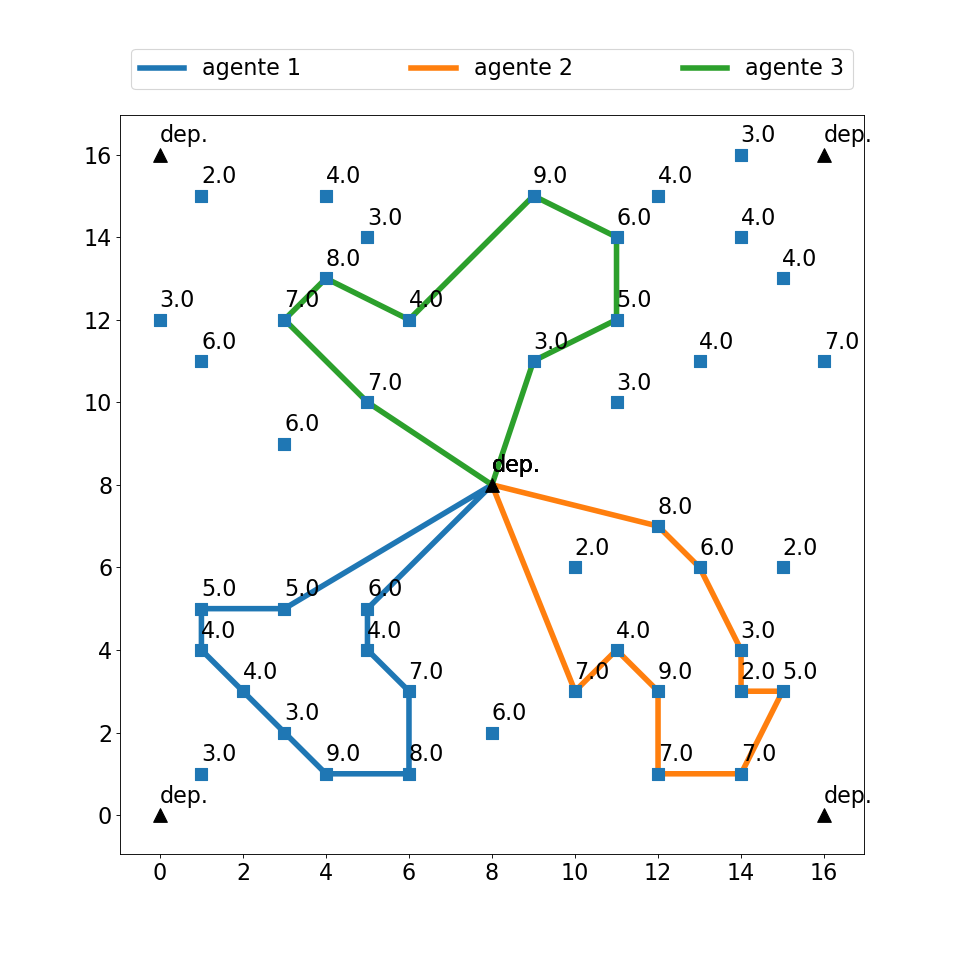 agente 1 agente 2 agente 3
dep. 3.0 dep.
16
2.0 4.0 9.0 4.0
3.0 6.0 4.0
14
8.0 4.0
3.0 7.0 4.0 5.0
12
6.0 3.0 4.0 7.0
7.0 3.0
10
6.0
dep.
8
8.0
2.0 6.0 2.0
6
5.0 5.0 6.0
4.0 4.0 4.0 3.0
4
4.0 7.0 7.0 9.0 2.0 5.0
3.0 6.0
2
3.0 9.0 8.0 7.0 7.0
dep. dep.
0
0 2 4 6 8 10 12 14 16